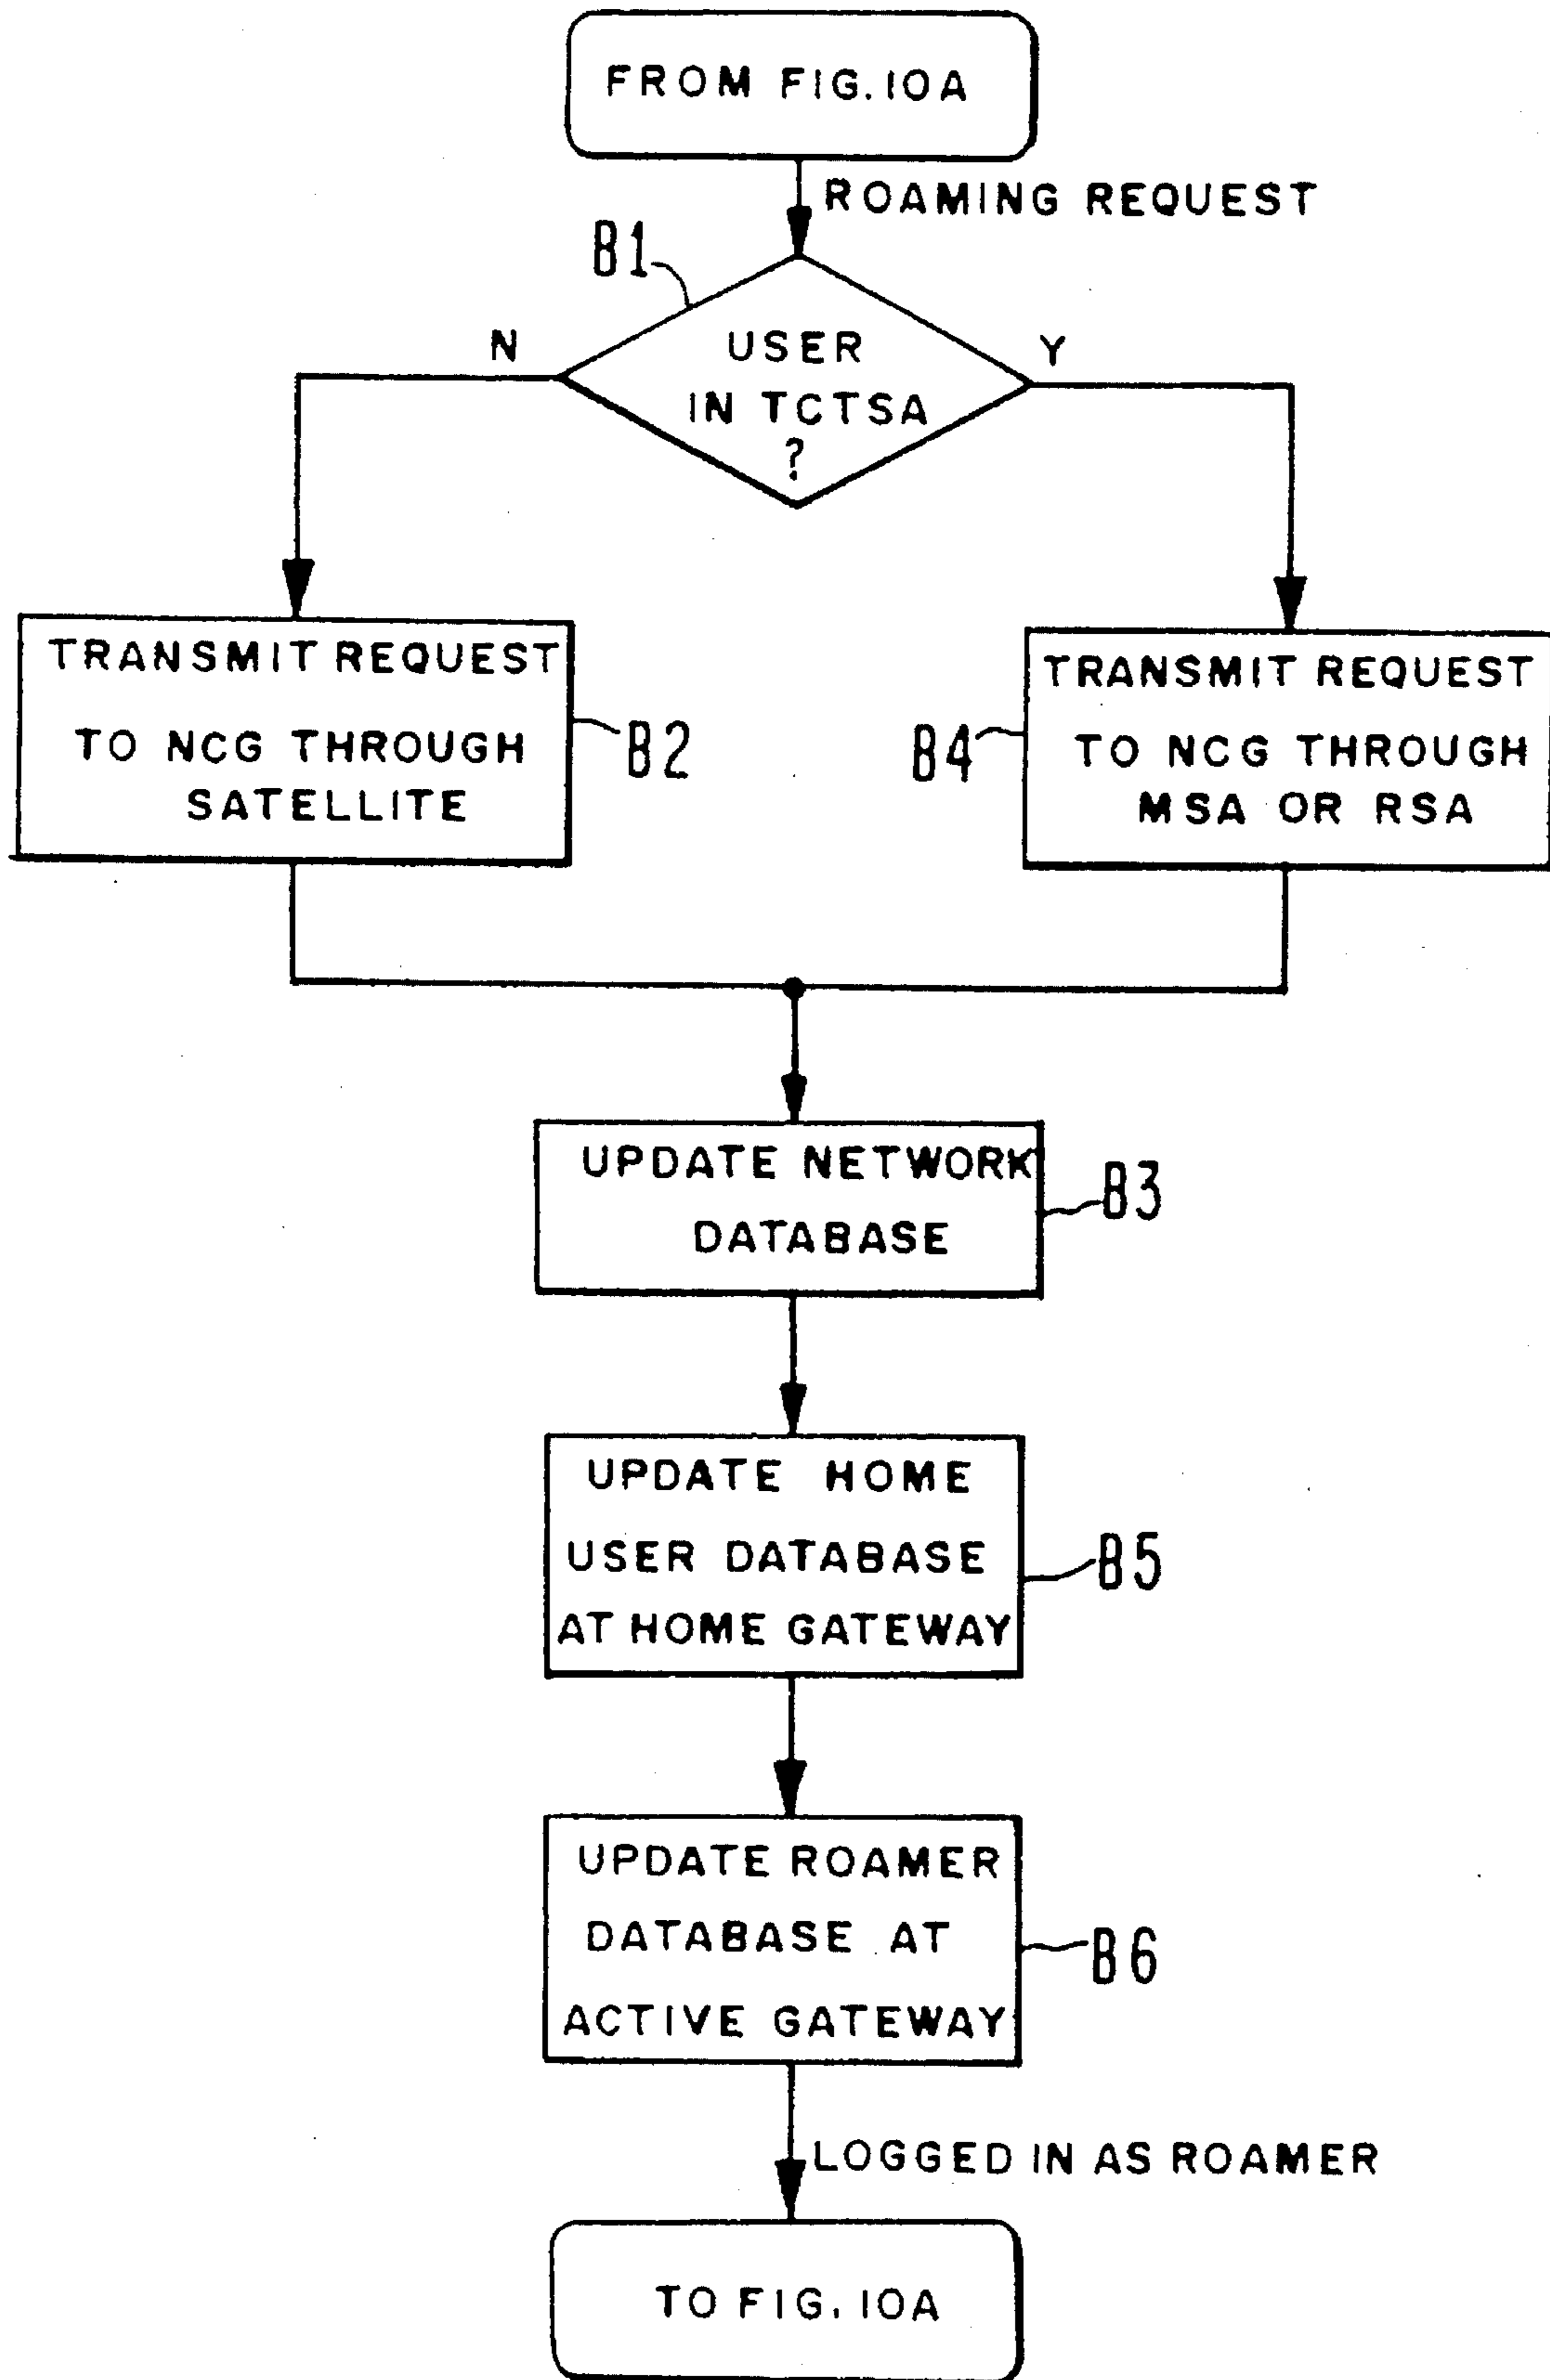 FROM FIG. 10A
ROAMING REQUEST
B1
N
USER
IN TCTSA
?
Y
TRANSMIT REQUEST
TO NCG THROUGH
SATELLITE
B2
TRANSMIT REQUEST
TO NCG THROUGH
MSA OR RSA
B4
UPDATE NETWORK
DATABASE
B3
UPDATE HOME
USER DATABASE
AT HOME GATEWAY
B5
UPDATE ROAMER
DATABASE AT
ACTIVE GATEWAY
B6
LOGGED IN AS ROAMER
TO FIG. 10A